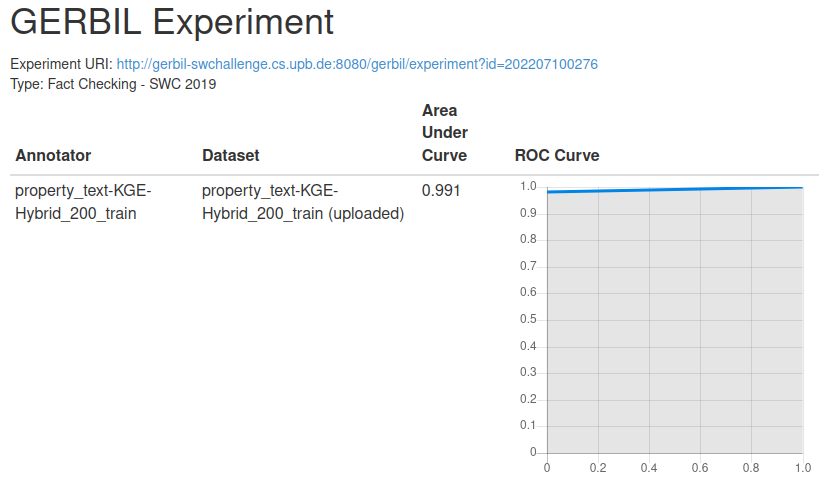 GERBIL Experiment
Experiment URI: http://gerbil-swchallenge.cs.upb.de:8080/gerbil/experiment?id=202207100276
Type: Fact Checking - SWC 2019
Annotator
Dataset
Area
Under
Curve
ROC Curve
property_text-KGE-
Hybrid_200_train
property_text-KGE-
Hybrid_200_train (uploaded)
0.991
1.0
0.9
0.8
0.7
0.6
0.5
0.4
0.3
0.2
0.1
0
0 0.2 0.4 0.6 0.8 1.0